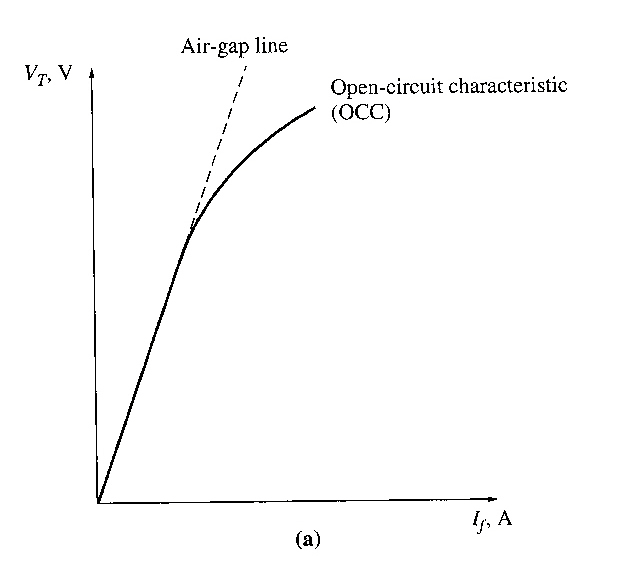 Air-gap line
V_T, V
Open-circuit characteristic
(OCC)
I_f, A
(a)